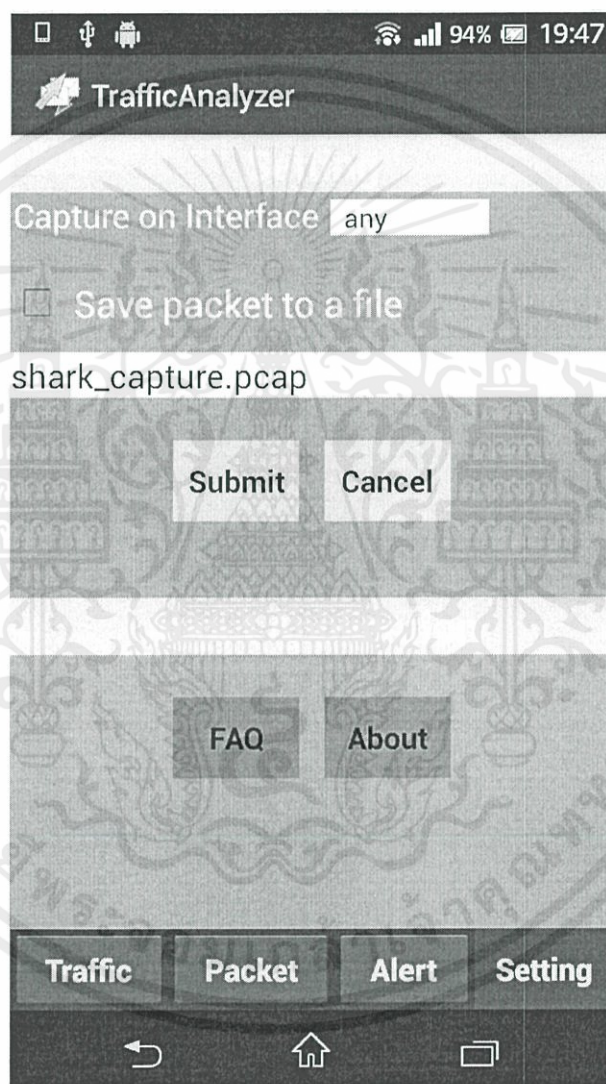 94% 19:47
TrafficAnalyzer
Capture on Interface any
Save packet to a file
shark_capture.pcap
Submit Cancel
FAQ About
Traffic Packet Alert Setting